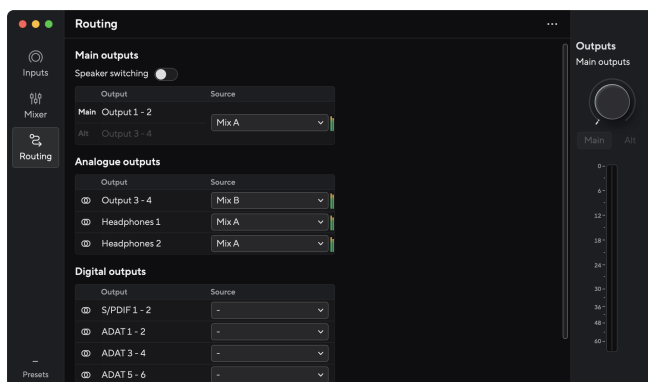 Routing
...
Outputs
Main outputs
Inputs
Mixer
Routing
Presets
Main outputs
Speaker switching
Output Source
Main Output 1 - 2 Mix A
Alt Output 3 - 4
Analogue outputs
Output Source
Output 3 - 4 Mix B
Headphones 1 Mix A
Headphones 2 Mix A
Digital outputs
Output Source
S/PDIF 1 - 2 -
ADAT 1 - 2 -
ADAT 3 - 4 -
ADAT 5 - 6 -
Main Alt
0
6
12
18
24
30
36
48
60